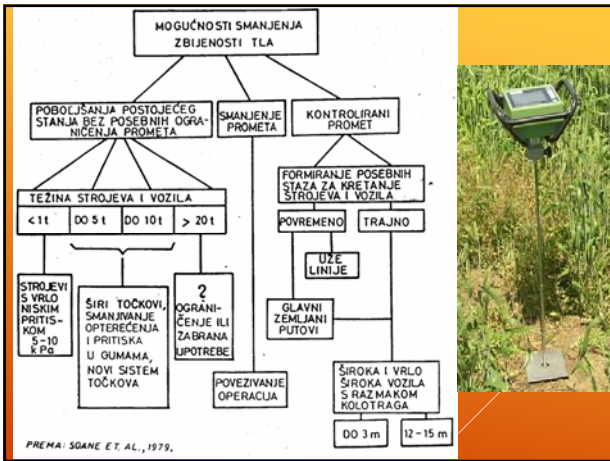 MOGUĆNOSTI SMANJENJA
ZBIJENOSTI TLA
POBOLJŠANJA POSTOJEĆEG
STANJA BEZ POSEBNIH OGRA-
NIČENJA PROMETA
SMANJENJE
PROMETA
KONTROLIRANI
PROMET
TEŽINA STROJEVA I VOZILA
<1t
DO 5t
DO 10t
> 20t
STROJEVI
S VRLO
NISKIM
PRITIS-
KOM
5-10
kPa
ŠIRI TOČKOVI,
SMANJIVANJE
OPTEREĆENJA
I PRITISKA
U GUMAMA,
NOVI SISTEM
TOČKOVA
?
OGRANI-
ČENJE ILI
ZABRANA
UPOTREBE
POVEZIVANJE
OPERACIJA
FORMIRANJE POSEBNIH
STAZA ZA KRETANJE
STROJEVA I VOZILA
POVREMENO
TRAJNO
UŽE
LINIJE
GLAVNI
ZEMLJANI
PUTOVI
ŠIROKA I VRLO
ŠIROKA VOZILA
S RAZMAKOM
KOLOTRAGA
DO 3 m
12-15 m
PREMA: SOANE ET. AL., 1979.